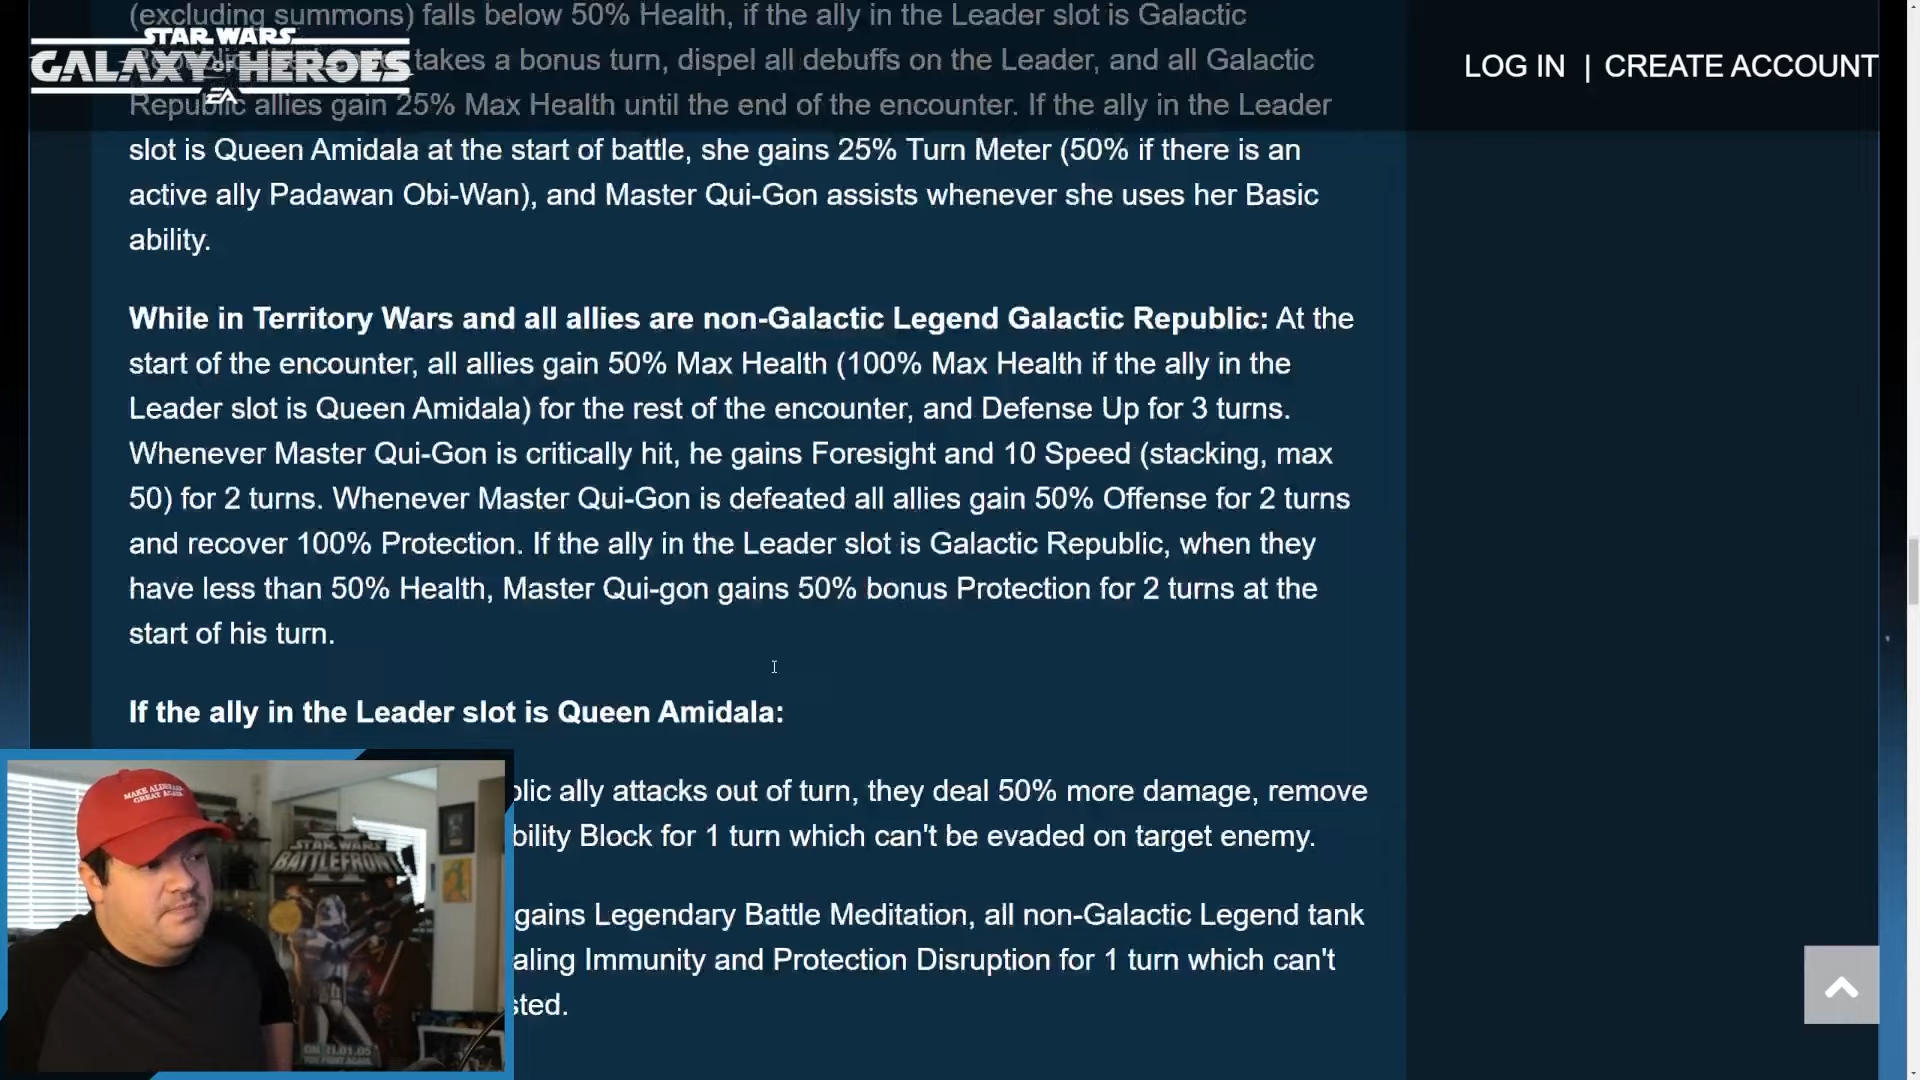 (excluding summons) falls below 50% Health, if the ally in the Leader slot is Galactic
STAR WARS
GALAXY OF HEROES
EA
LOG IN | CREATE ACCOUNT
takes a bonus turn, dispel all debuffs on the Leader, and all Galactic
Republic allies gain 25% Max Health until the end of the encounter. If the ally in the Leader
slot is Queen Amidala at the start of battle, she gains 25% Turn Meter (50% if there is an
active ally Padawan Obi-Wan), and Master Qui-Gon assists whenever she uses her Basic
ability.
While in Territory Wars and all allies are non-Galactic Legend Galactic Republic: At the
start of the encounter, all allies gain 50% Max Health (100% Max Health if the ally in the
Leader slot is Queen Amidala) for the rest of the encounter, and Defense Up for 3 turns.
Whenever Master Qui-Gon is critically hit, he gains Foresight and 10 Speed (stacking, max
50) for 2 turns. Whenever Master Qui-Gon is defeated all allies gain 50% Offense for 2 turns
and recover 100% Protection. If the ally in the Leader slot is Galactic Republic, when they
have less than 50% Health, Master Qui-gon gains 50% bonus Protection for 2 turns at the
start of his turn.
If the ally in the Leader slot is Queen Amidala:
blic ally attacks out of turn, they deal 50% more damage, remove
bility Block for 1 turn which can't be evaded on target enemy.
gains Legendary Battle Meditation, all non-Galactic Legend tank
aling Immunity and Protection Disruption for 1 turn which can't
sted.
MAKE ALDERAAN
GREAT AGAIN
STAR WARS
BATTLEFRONT